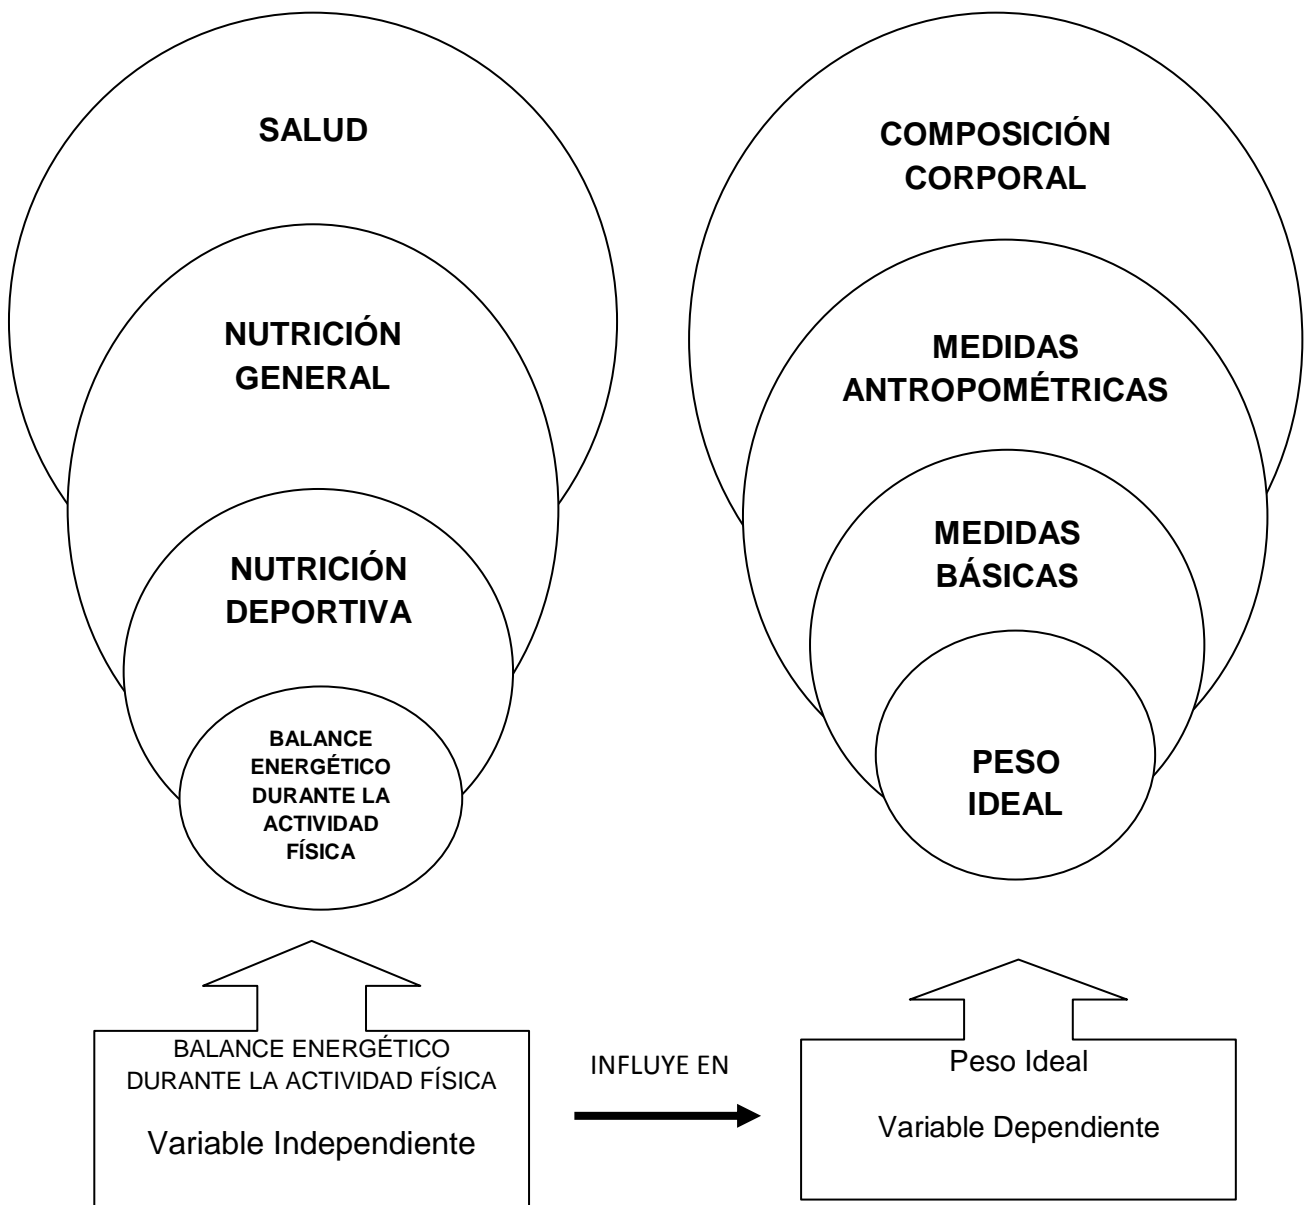 SALUD
NUTRICIÓN
GENERAL
NUTRICIÓN
DEPORTIVA
BALANCE
ENERGÉTICO
DURANTE LA
ACTIVIDAD
FÍSICA
COMPOSICIÓN
CORPORAL
MEDIDAS
ANTROPOMÉTRICAS
MEDIDAS
BÁSICAS
PESO
IDEAL
BALANCE ENERGÉTICO
DURANTE LA ACTIVIDAD FÍSICA
Variable Independiente
INFLUYE EN
Peso Ideal
Variable Dependiente